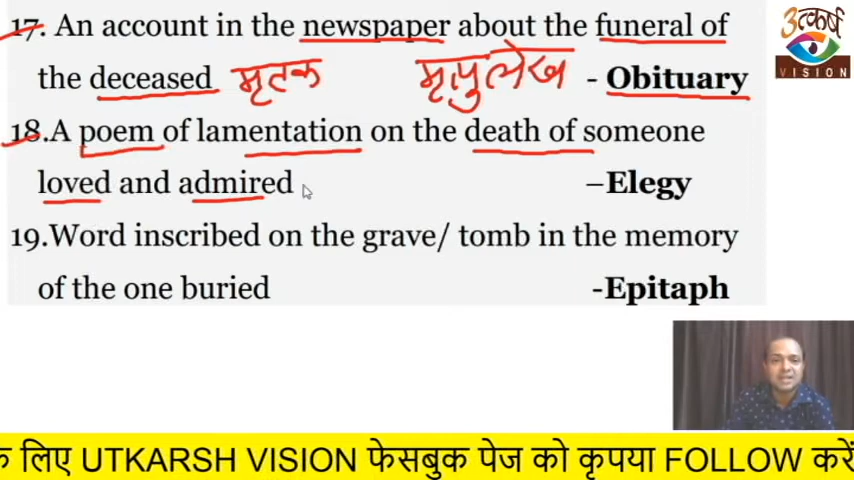 17. An account in the newspaper about the funeral of
the deceased मृतक मृत्युलेख - Obituary
18.A poem of lamentation on the death of someone
loved and admired –Elegy
19.Word inscribed on the grave/ tomb in the memory
of the one buried -Epitaph
उत्कर्ष
VISION
के लिए UTKARSH VISION फेसबुक पेज को कृपया FOLLOW करें